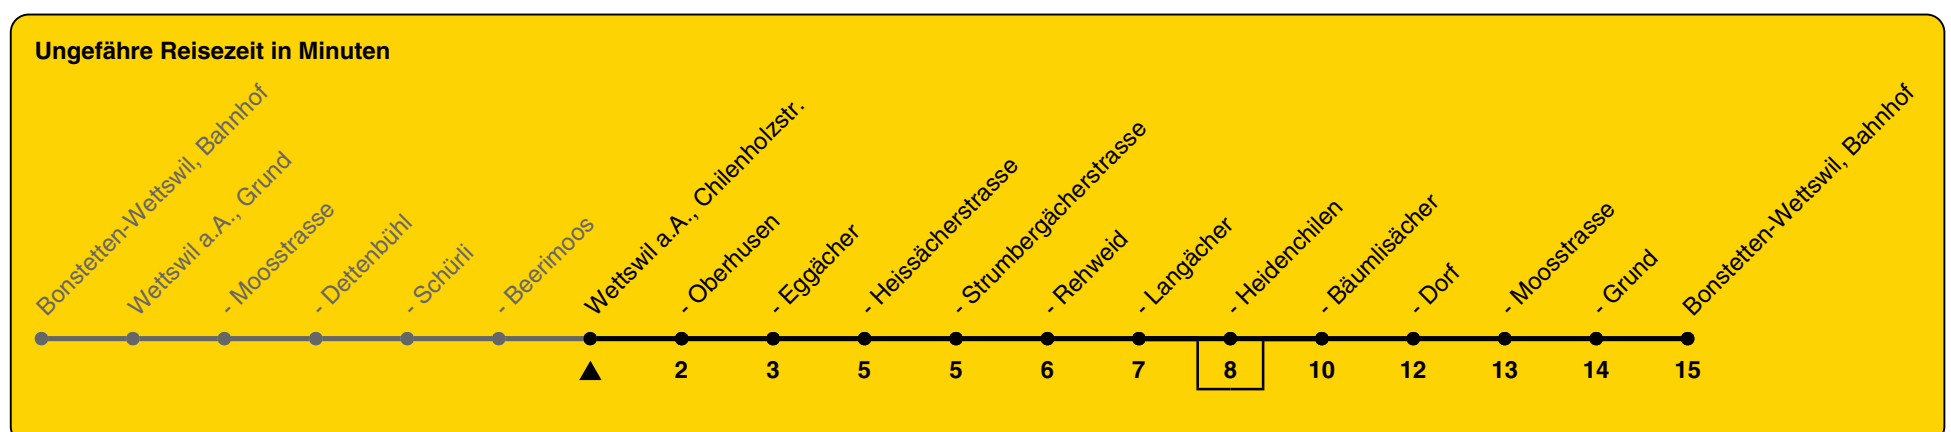 Ungefähre Reisezeit in Minuten
Bonstetten-Wettswil, Bahnhof
Wettswil a.A., Grund
- Moosstrasse
- Dettenbühl
- Schürli
- Beerimoos
Wettswil a.A., Chilenholzstr.
- Oberhusen
- Eggächer
- Heissächerstrasse
- Strumbergächerstrasse
- Rehweid
- Langächer
- Heidenchilen
- Bäumlisächer
- Dorf
- Moosstrasse
- Grund
Bonstetten-Wettswil, Bahnhof
2 3 5 5 6 7 8 10 12 13 14 15